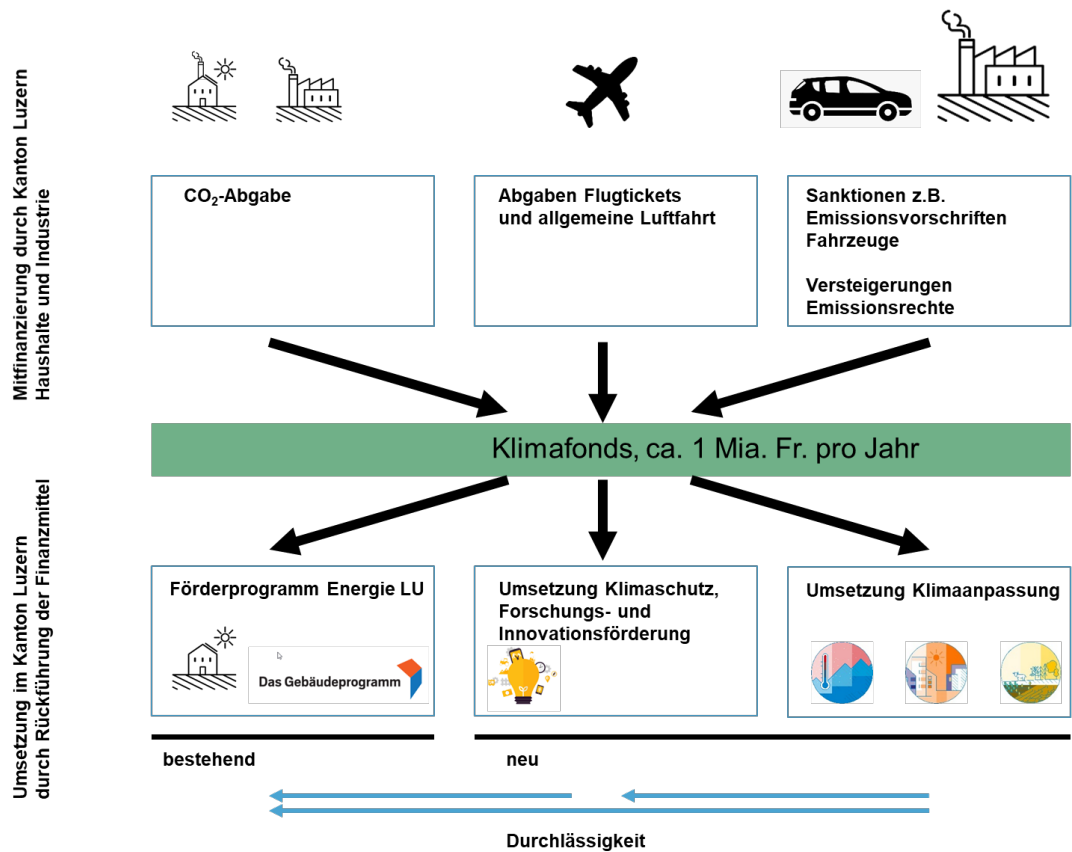 Mitfinanzierung durch Kanton Luzern
Haushalte und Industrie
CO₂-Abgabe
Abgaben Flugtickets
und allgemeine Luftfahrt
Sanktionen z.B.
Emissionsvorschriften
Fahrzeuge
Versteigerungen
Emissionsrechte
Klimafonds, ca. 1 Mia. Fr. pro Jahr
Umsetzung im Kanton Luzern
durch Rückführung der Finanzmittel
Förderprogramm Energie LU
Das Gebäudeprogramm
Umsetzung Klimaschutz,
Forschungs- und
Innovationsförderung
Umsetzung Klimaanpassung
bestehend
neu
Durchlässigkeit